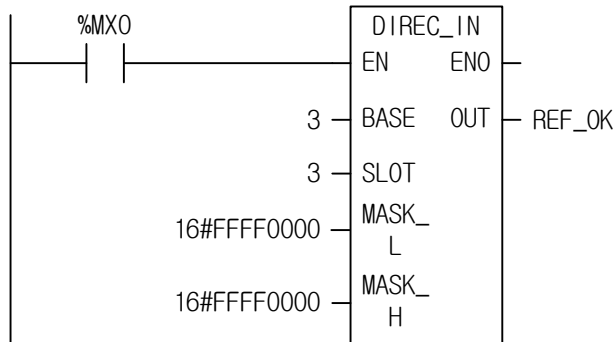 %MX0
DIREC_IN
EN ENO
3 BASE OUT REF_OK
3 SLOT
16#FFFF0000 MASK_
L
16#FFFF0000 MASK_
H